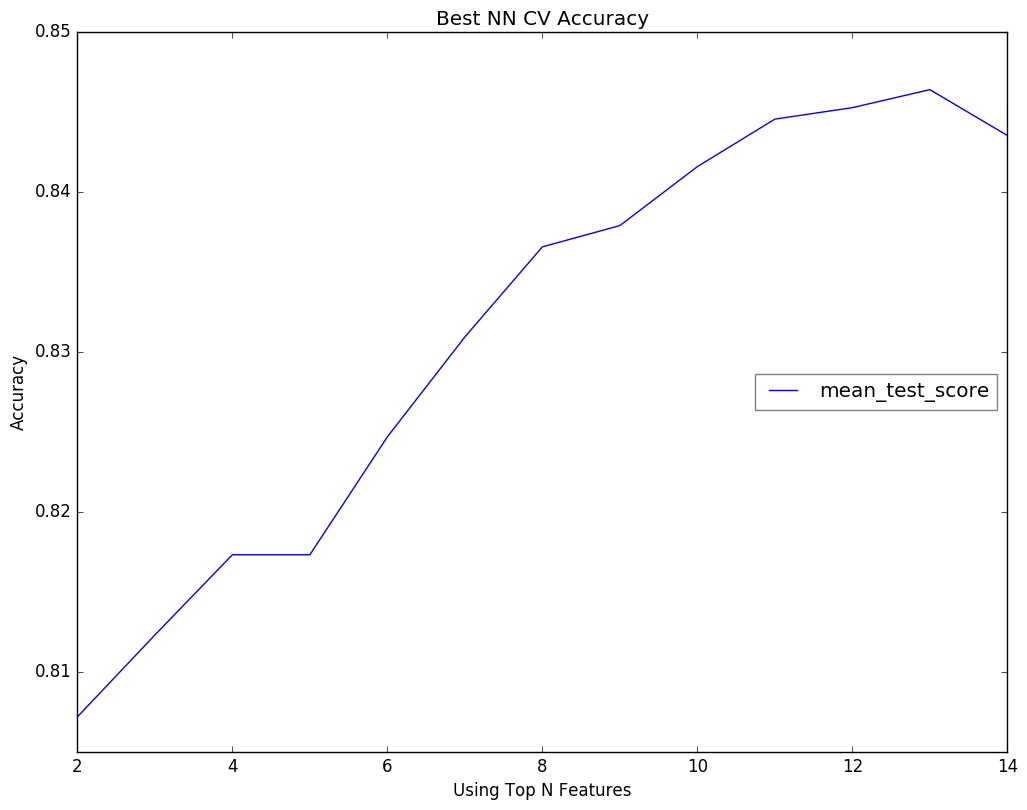 Best NN CV Accuracy
0.85
0.84
0.83
0.82
0.81
Accuracy
mean_test_score
2 4 6 8 10 12 14
Using Top N Features